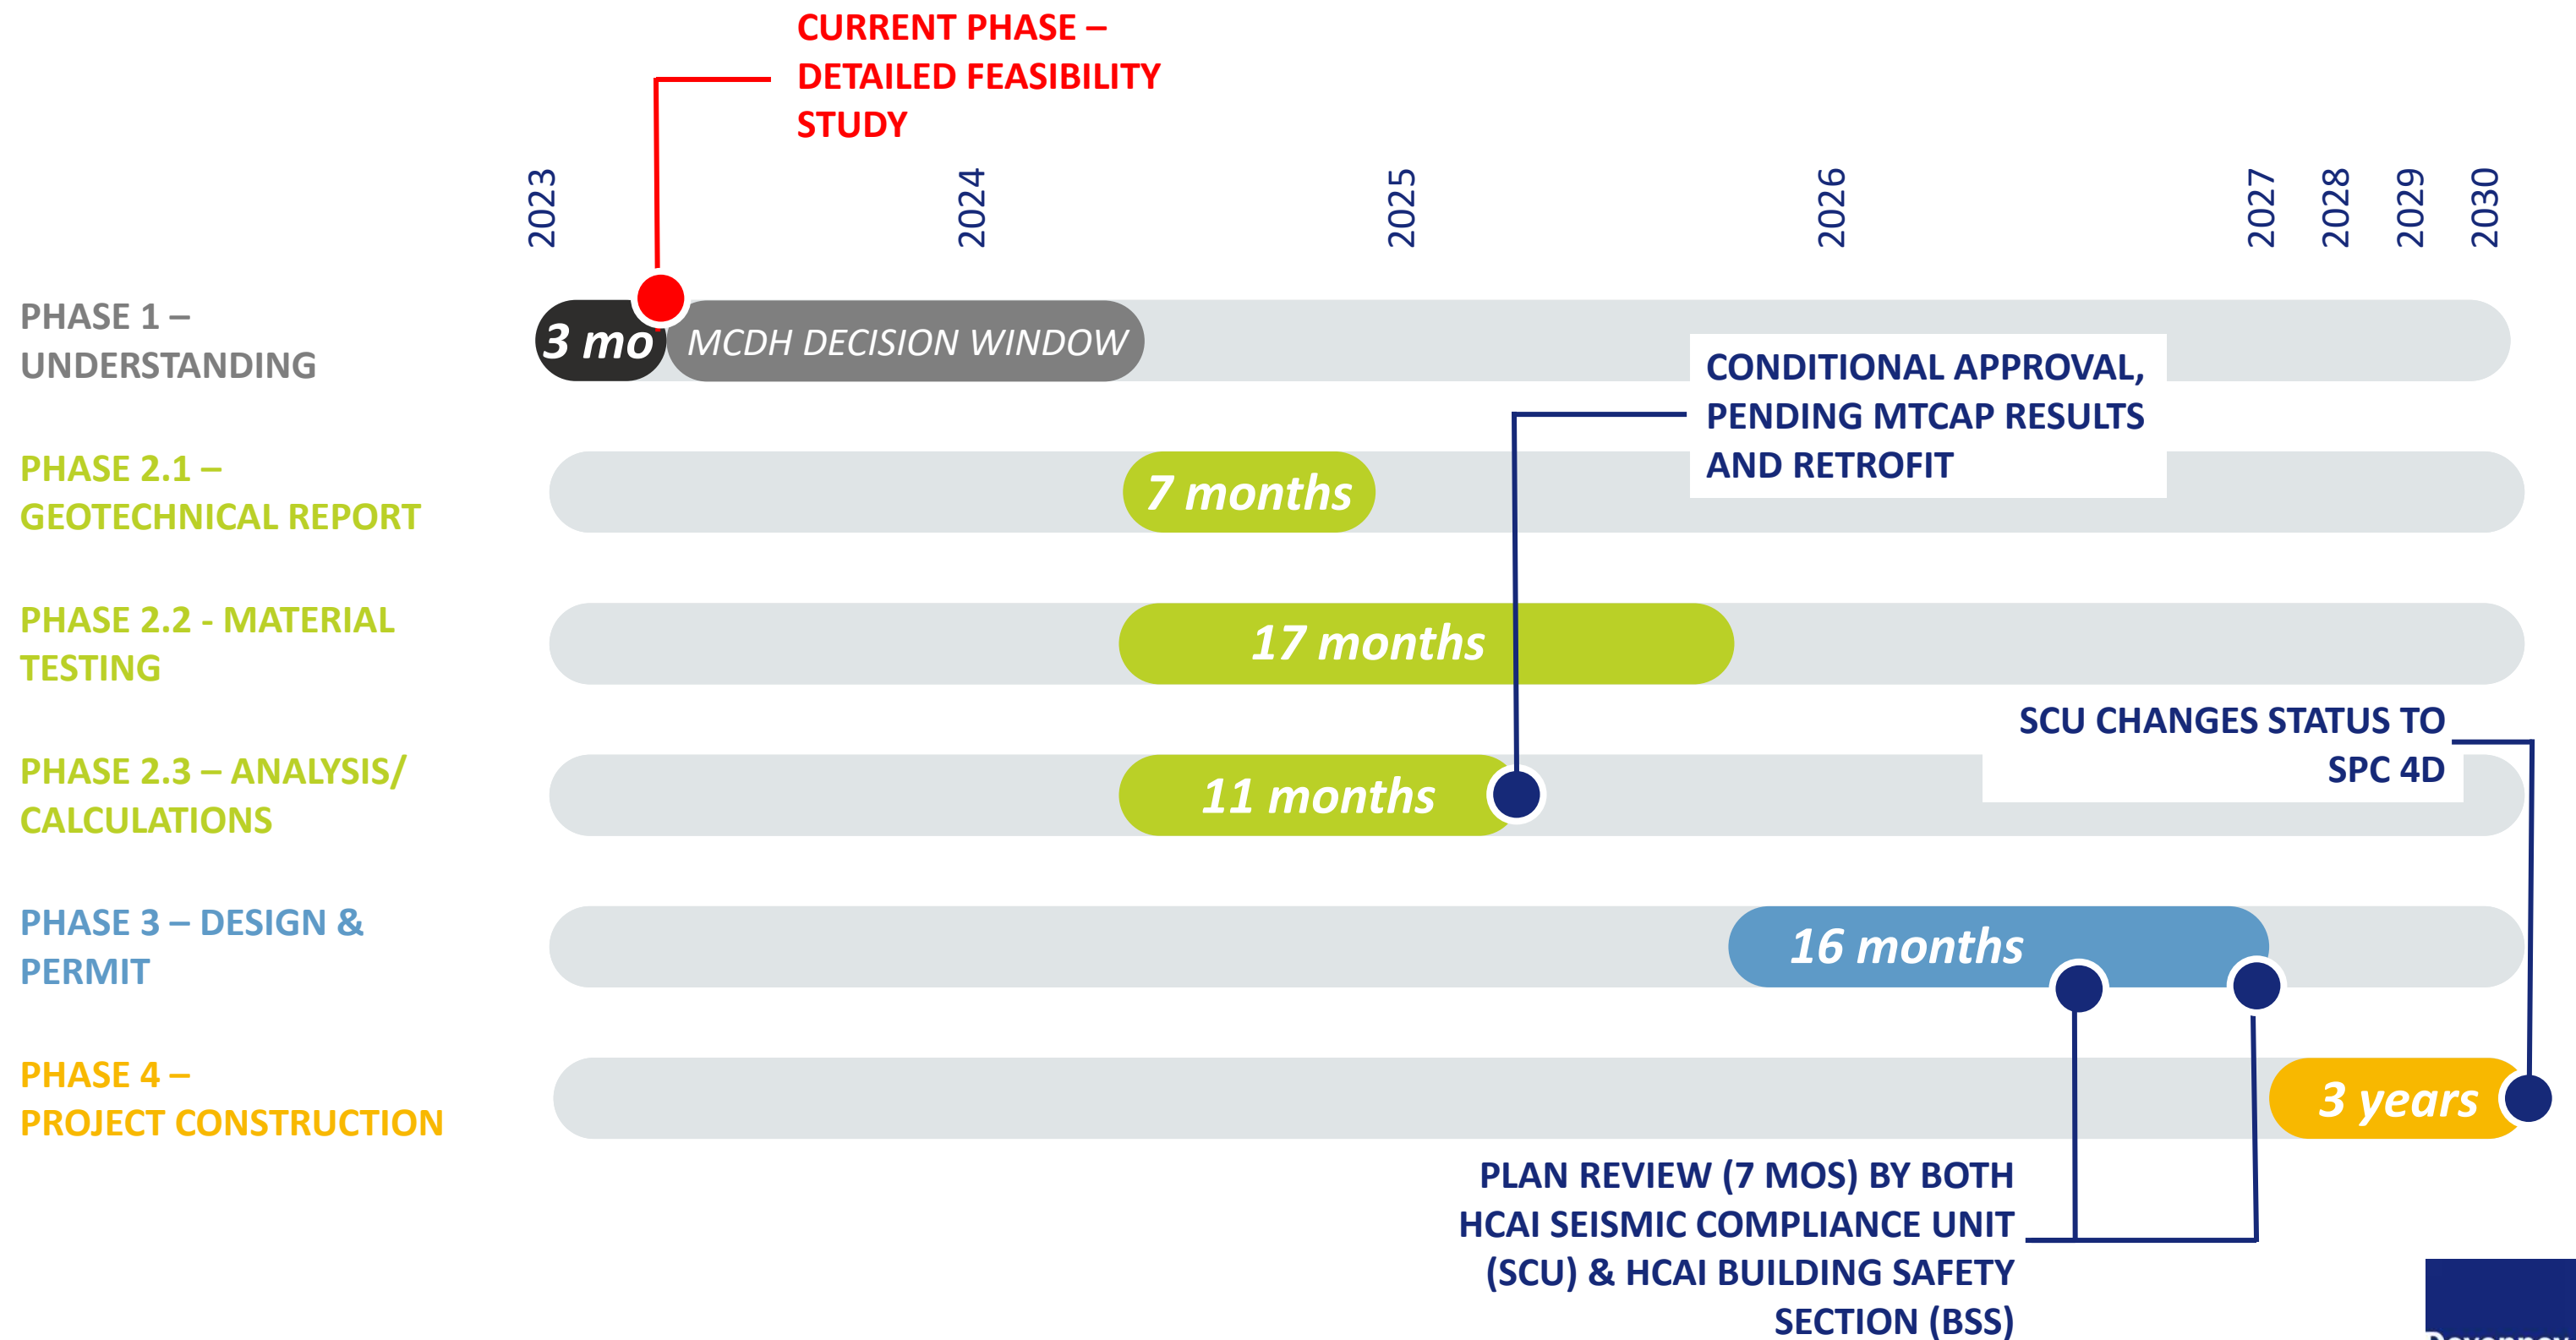 CURRENT PHASE –
DETAILED FEASIBILITY
STUDY
2023
2024
2025
2026
2027
2028
2029
2030
PHASE 1 –
UNDERSTANDING
3 mo
MCDH DECISION WINDOW
CONDITIONAL APPROVAL,
PENDING MTCAP RESULTS
AND RETROFIT
PHASE 2.1 –
GEOTECHNICAL REPORT
7 months
PHASE 2.2 - MATERIAL
TESTING
17 months
SCU CHANGES STATUS TO
SPC 4D
PHASE 2.3 – ANALYSIS/
CALCULATIONS
11 months
PHASE 3 – DESIGN &
PERMIT
16 months
PHASE 4 –
PROJECT CONSTRUCTION
3 years
PLAN REVIEW (7 MOS) BY BOTH
HCAI SEISMIC COMPLIANCE UNIT
(SCU) & HCAI BUILDING SAFETY
SECTION (BSS)